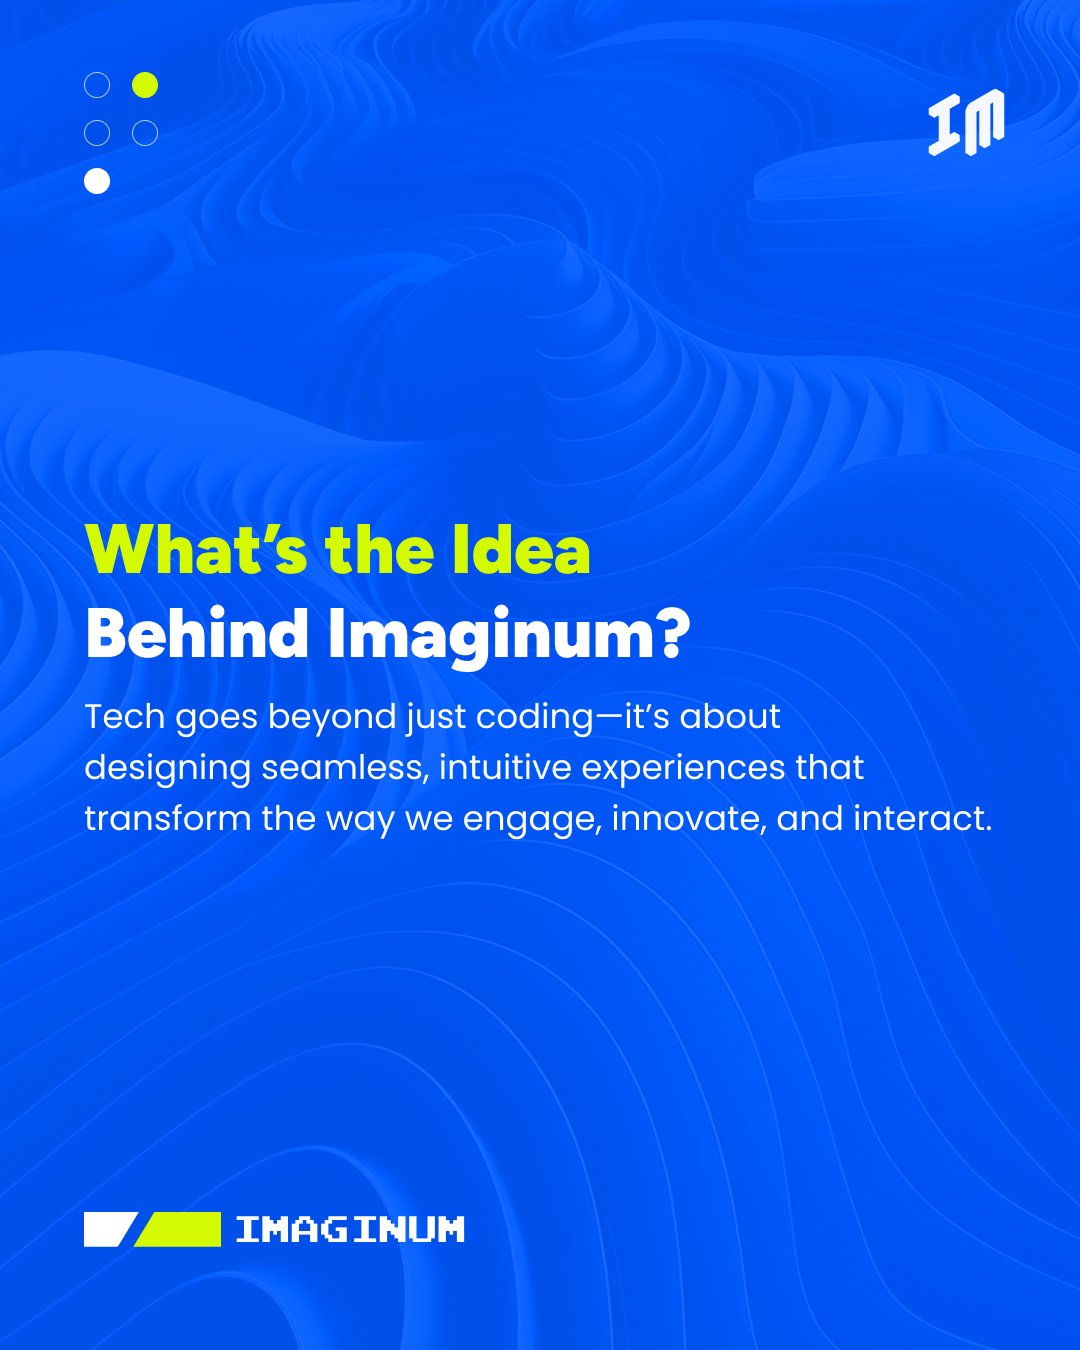 IM
What’s the Idea
Behind Imaginum?
Tech goes beyond just coding—it’s about
designing seamless, intuitive experiences that
transform the way we engage, innovate, and interact.
IMAGINUM